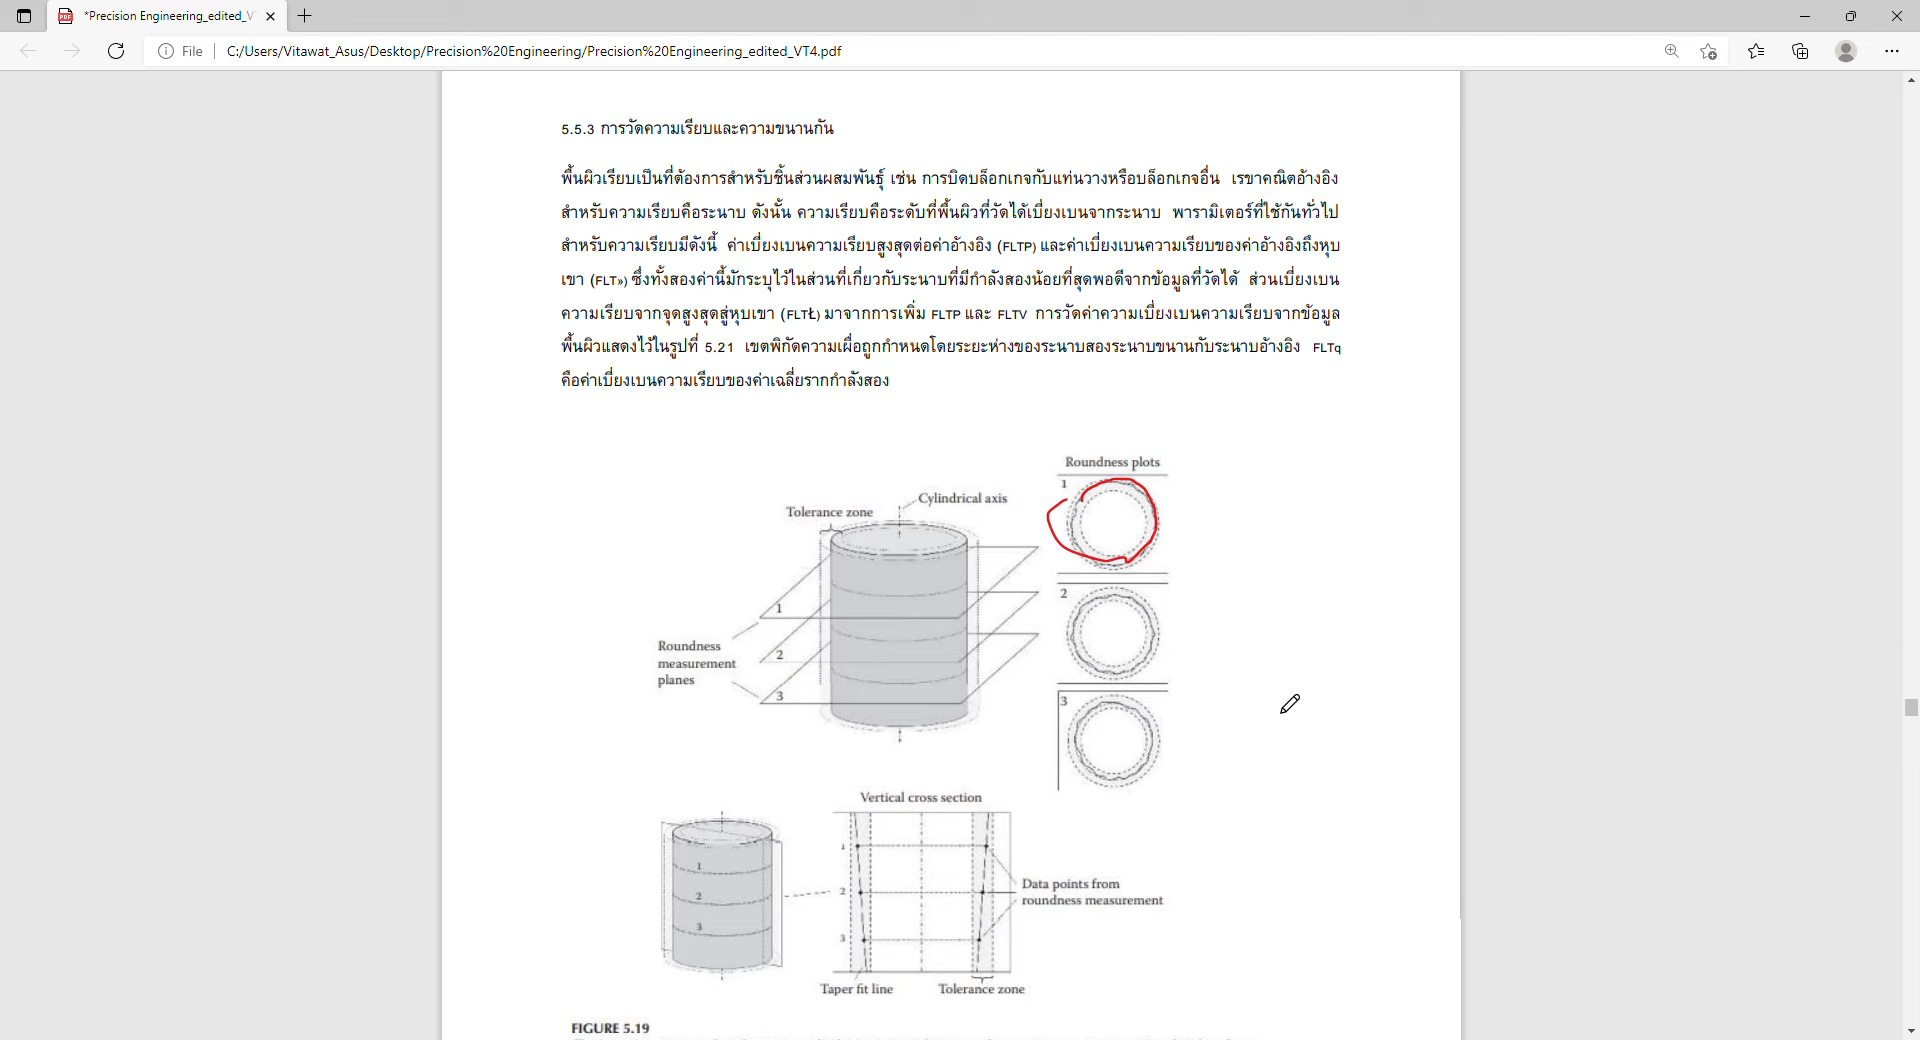 *Precision Engineering_edited_V
File
C:/Users/Vitawat_Asus/Desktop/Precision%20Engineering/Precision%20Engineering_edited_VT4.pdf
5.5.3 การวัดความเรียบและความขนานกัน
พื้นผิวเรียบเป็นที่ต้องการสำหรับชิ้นส่วนผสมพันธุ์ เช่น การบิดบล็อกเกจกับแท่นวางหรือบล็อกเกจอื่น เรขาคณิตอ้างอิง
สำหรับความเรียบคือระนาบ ดังนั้น ความเรียบคือระดับที่พื้นผิวที่วัดได้เบี่ยงเบนจากระนาบ พารามิเตอร์ที่ใช้กันทั่วไป
สำหรับความเรียบมีดังนี้ ค่าเบี่ยงเบนความเรียบสูงสุดต่อค่าอ้างอิง (FLTP) และค่าเบี่ยงเบนความเรียบของค่าอ้างอิงถึงหุบ
เขา (FLT») ซึ่งทั้งสองค่านี้มักระบุไว้ในส่วนที่เกี่ยวกับระนาบที่มีกำลังสองน้อยที่สุดพอดีจากข้อมูลที่วัดได้ ส่วนเบี่ยงเบน
ความเรียบจากจุดสูงสุดสู่หุบเขา (FLTŁ) มาจากการเพิ่ม FLTP และ FLTV การวัดค่าความเบี่ยงเบนความเรียบจากข้อมูล
พื้นผิวแสดงไว้ในรูปที่ 5.21 เขตพิกัดความเผื่อถูกกำหนดโดยระยะห่างของระนาบสองระนาบขนานกับระนาบอ้างอิง FLTq
คือค่าเบี่ยงเบนความเรียบของค่าเฉลี่ยรากกำลังสอง
Roundness plots
1
Cylindrical axis
Tolerance zone
2
1
Roundness
measurement
planes
2
3
3
Vertical cross section
1
2
3
1
2
3
Data points from
roundness measurement
Taper fit line
Tolerance zone
FIGURE 5.19